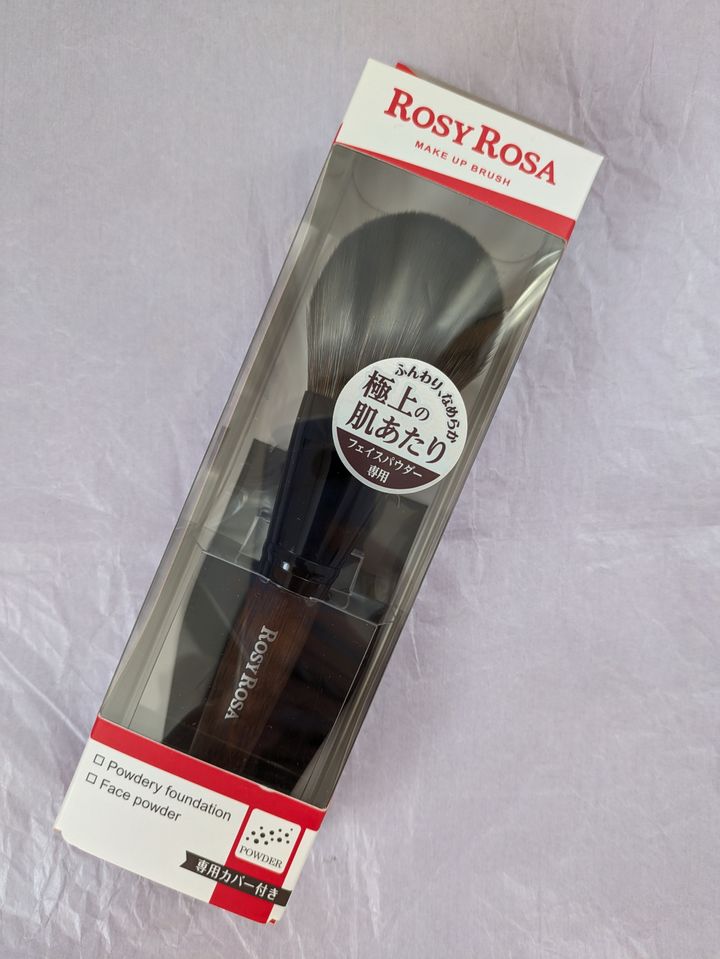 ROSY ROSA
MAKE UP BRUSH
ふんわり、なめらか
極上の
肌あたり
フェイスパウダー
専用
ROSY ROSA
Powdery foundation
Face powder
POWDER
専用カバー付き